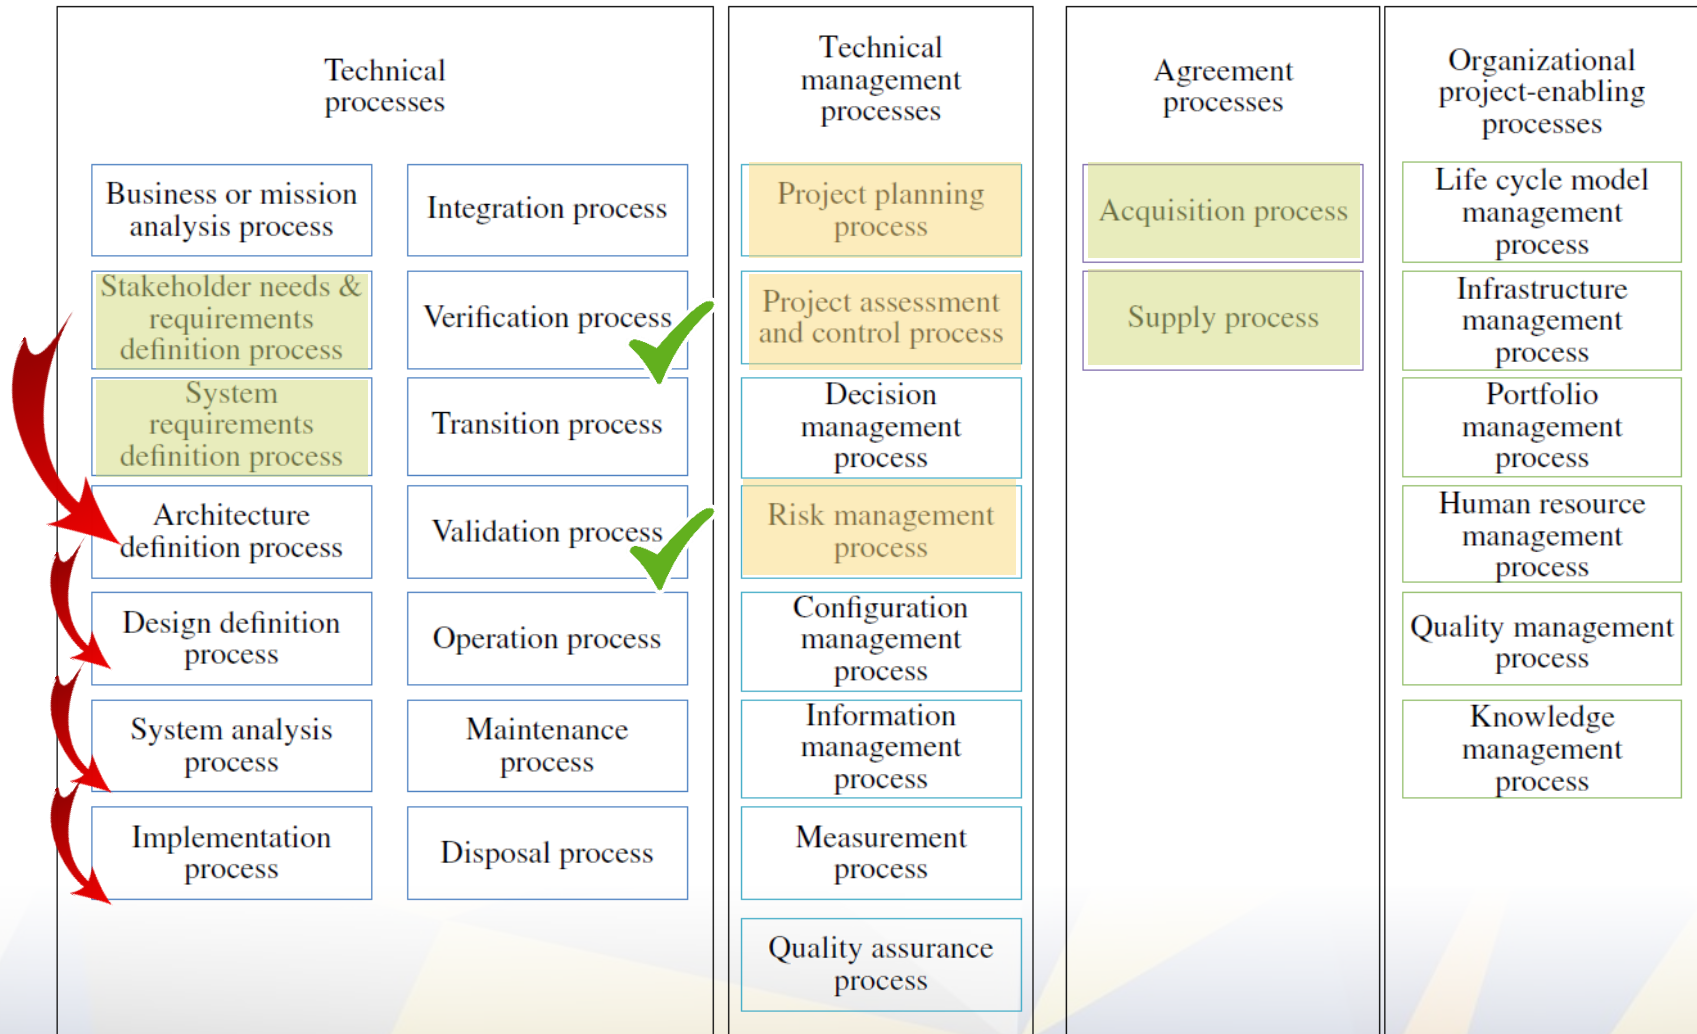 Technical
processes
Business or mission
analysis process
Stakeholder needs &
requirements
definition process
System
requirements
definition process
Architecture
definition process
Design definition
process
System analysis
process
Implementation
process
Integration process
Verification process
Transition process
Validation process
Operation process
Maintenance
process
Disposal process
Technical
management
processes
Project planning
process
Project assessment
and control process
Decision
management
process
Risk management
process
Configuration
management
process
Information
management
process
Measurement
process
Quality assurance
process
Agreement
processes
Acquisition process
Supply process
Organizational
project-enabling
processes
Life cycle model
management
process
Infrastructure
management
process
Portfolio
management
process
Human resource
management
process
Quality management
process
Knowledge
management
process